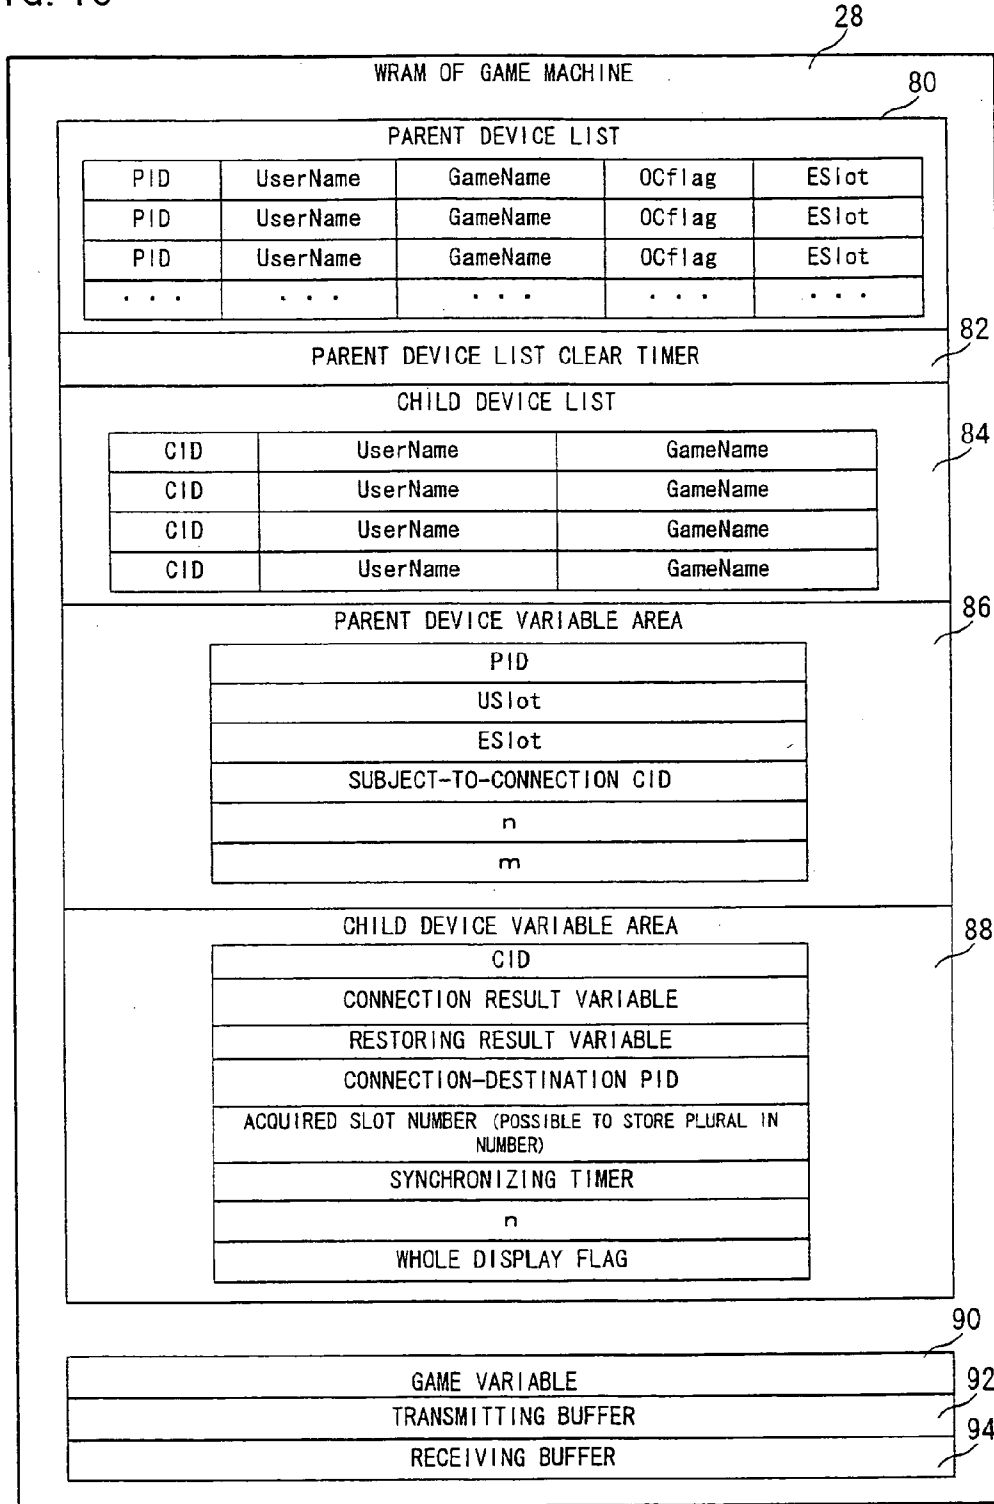 28
WRAM OF GAME MACHINE
80
PARENT DEVICE LIST
PID UserName GameName OCflag ESlot
PID UserName GameName OCflag ESlot
PID UserName GameName OCflag ESlot
... ... ... ... ...
82
PARENT DEVICE LIST CLEAR TIMER
CHILD DEVICE LIST
84
CID UserName GameName
CID UserName GameName
CID UserName GameName
CID UserName GameName
86
PARENT DEVICE VARIABLE AREA
PID
USlot
ESlot
SUBJECT-TO-CONNECTION CID
n
m
CHILD DEVICE VARIABLE AREA
88
CID
CONNECTION RESULT VARIABLE
RESTORING RESULT VARIABLE
CONNECTION-DESTINATION PID
ACQUIRED SLOT NUMBER (POSSIBLE TO STORE PLURAL IN
NUMBER)
SYNCHRONIZING TIMER
n
WHOLE DISPLAY FLAG
90
GAME VARIABLE
92
TRANSMITTING BUFFER
94
RECEIVING BUFFER